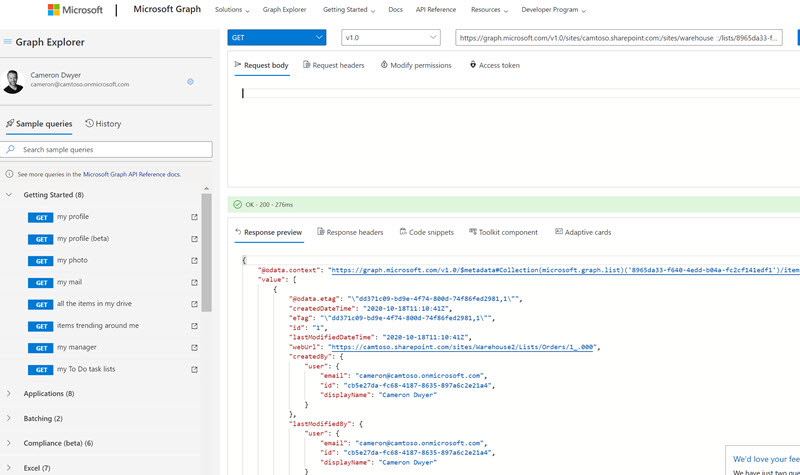 Microsoft | Microsoft Graph Solutions Graph Explorer Getting Started Docs API Reference Resources Developer Program
Graph Explorer
Cameron Dwyer
cameron@camtoso.onmicrosoft.com
Sample queries History
Search sample queries
See more queries in the Microsoft Graph API Reference docs.
Getting Started (8)
GET my profile
GET my profile (beta)
GET my photo
GET my mail
GET all the items in my drive
GET items trending around me
GET my manager
GET my To Do task lists
Applications (8)
Batching (2)
Compliance (beta) (6)
Excel (7)
GET v1.0 https://graph.microsoft.com/v1.0/sites/camtoso.sharepoint.com:/sites/warehouse :/lists/8965da33-f...
Request body Request headers Modify permissions Access token
OK - 200 - 276ms
Response preview Response headers Code snippets Toolkit component Adaptive cards
{
"@odata.context": "https://graph.microsoft.com/v1.0/$metadata#Collection(microsoft.graph.list)('8965da33-f640-4edd-b04a-fc2cf141edf1')/item
"value": [
{
"@odata.etag": "\"dd371c09-bd9e-4f74-800d-74f86fed2981,1\"",
"createdDateTime": "2020-10-18T11:10:41Z",
"eTag": "\"dd371c09-bd9e-4f74-800d-74f86fed2981,1\"",
"id": "1",
"lastModifiedDateTime": "2020-10-18T11:10:41Z",
"webUrl": "https://camtoso.sharepoint.com/sites/Warehouse2/Lists/Orders/1_.000",
"createdBy": {
"user": {
"email": "cameron@camtoso.onmicrosoft.com",
"id": "cb5e27da-fc68-4187-8635-897a6c2e21a4",
"displayName": "Cameron Dwyer"
}
},
"lastModifiedBy": {
"user": {
"email": "cameron@camtoso.onmicrosoft.com",
"id": "cb5e27da-fc68-4187-8635-897a6c2e21a4",
"displayName": "Cameron Dwyer"
We'd love your fee
We have just two que